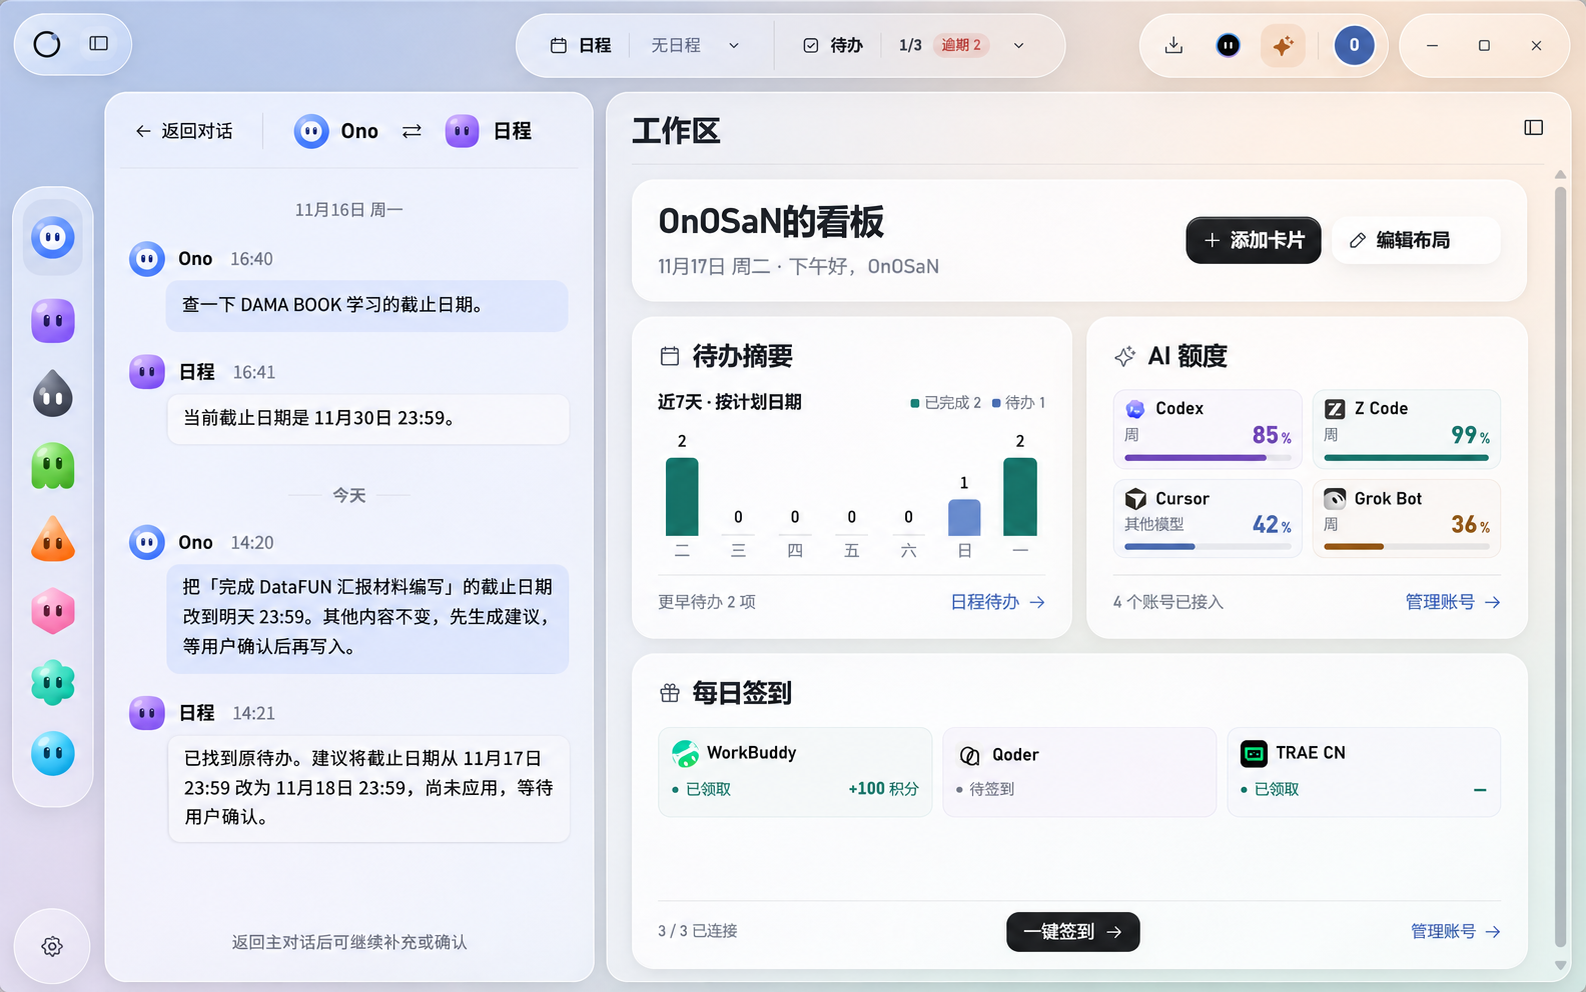 日程
无日程
待办
1/3
逾期 2
0
返回对话
Ono
日程
11月16日 周一
Ono 16:40
查一下 DAMA BOOK 学习的截止日期。
日程 16:41
当前截止日期是 11月30日 23:59。
今天
Ono 14:20
把「完成 DataFUN 汇报材料编写」的截止日期
改到明天 23:59。其他内容不变，先生成建议，
等用户确认后再写入。
日程 14:21
已找到原待办。建议将截止日期从 11月17日
23:59 改为 11月18日 23:59，尚未应用，等待
用户确认。
返回主对话后可继续补充或确认
工作区
OnOSaN的看板
11月17日 周二 · 下午好，OnOSaN
添加卡片
编辑布局
待办摘要
近7天 · 按计划日期
已完成 2
待办 1
2 0 0 0 0 1 2
二 三 四 五 六 日 一
更早待办 2 项
日程待办
AI 额度
Codex
周
85%
Z Code
周
99%
Cursor
其他模型
42%
Grok Bot
周
36%
4 个账号已接入
管理账号
每日签到
WorkBuddy
已领取
+100 积分
Qoder
待签到
TRAE CN
已领取
–
3 / 3 已连接
一键签到
管理账号